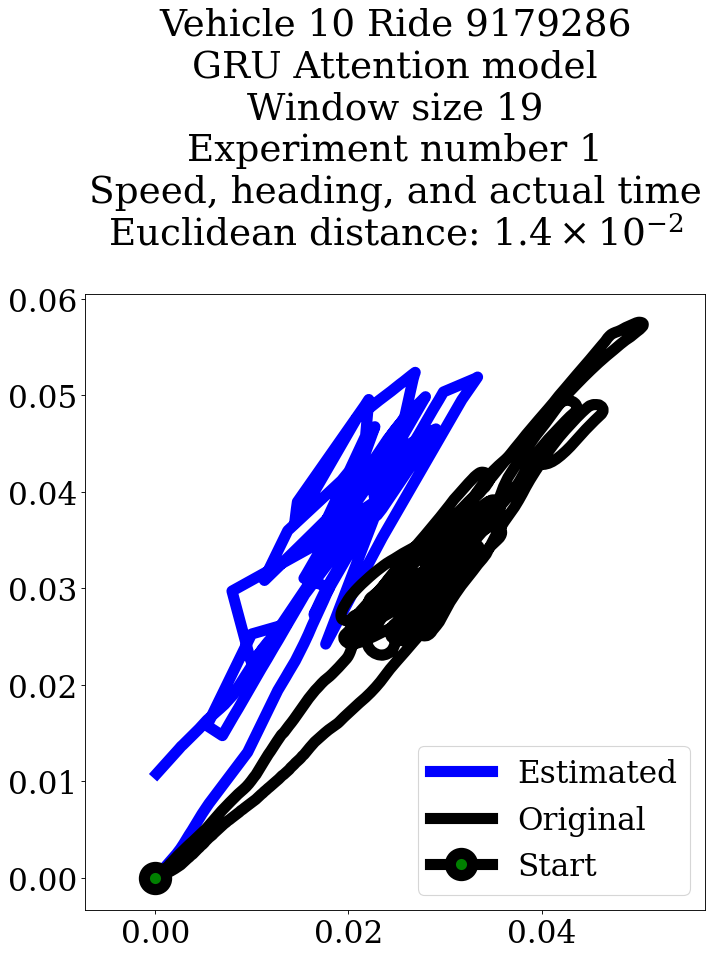 Vehicle 10 Ride 9179286
GRU Attention model
Window size 19
Experiment number 1
Speed, heading, and actual time
Euclidean distance: 1.4 × 10⁻²
0.06
0.05
0.04
0.03
0.02
0.01
0.00
Estimated
Original
Start
0.00 0.02 0.04